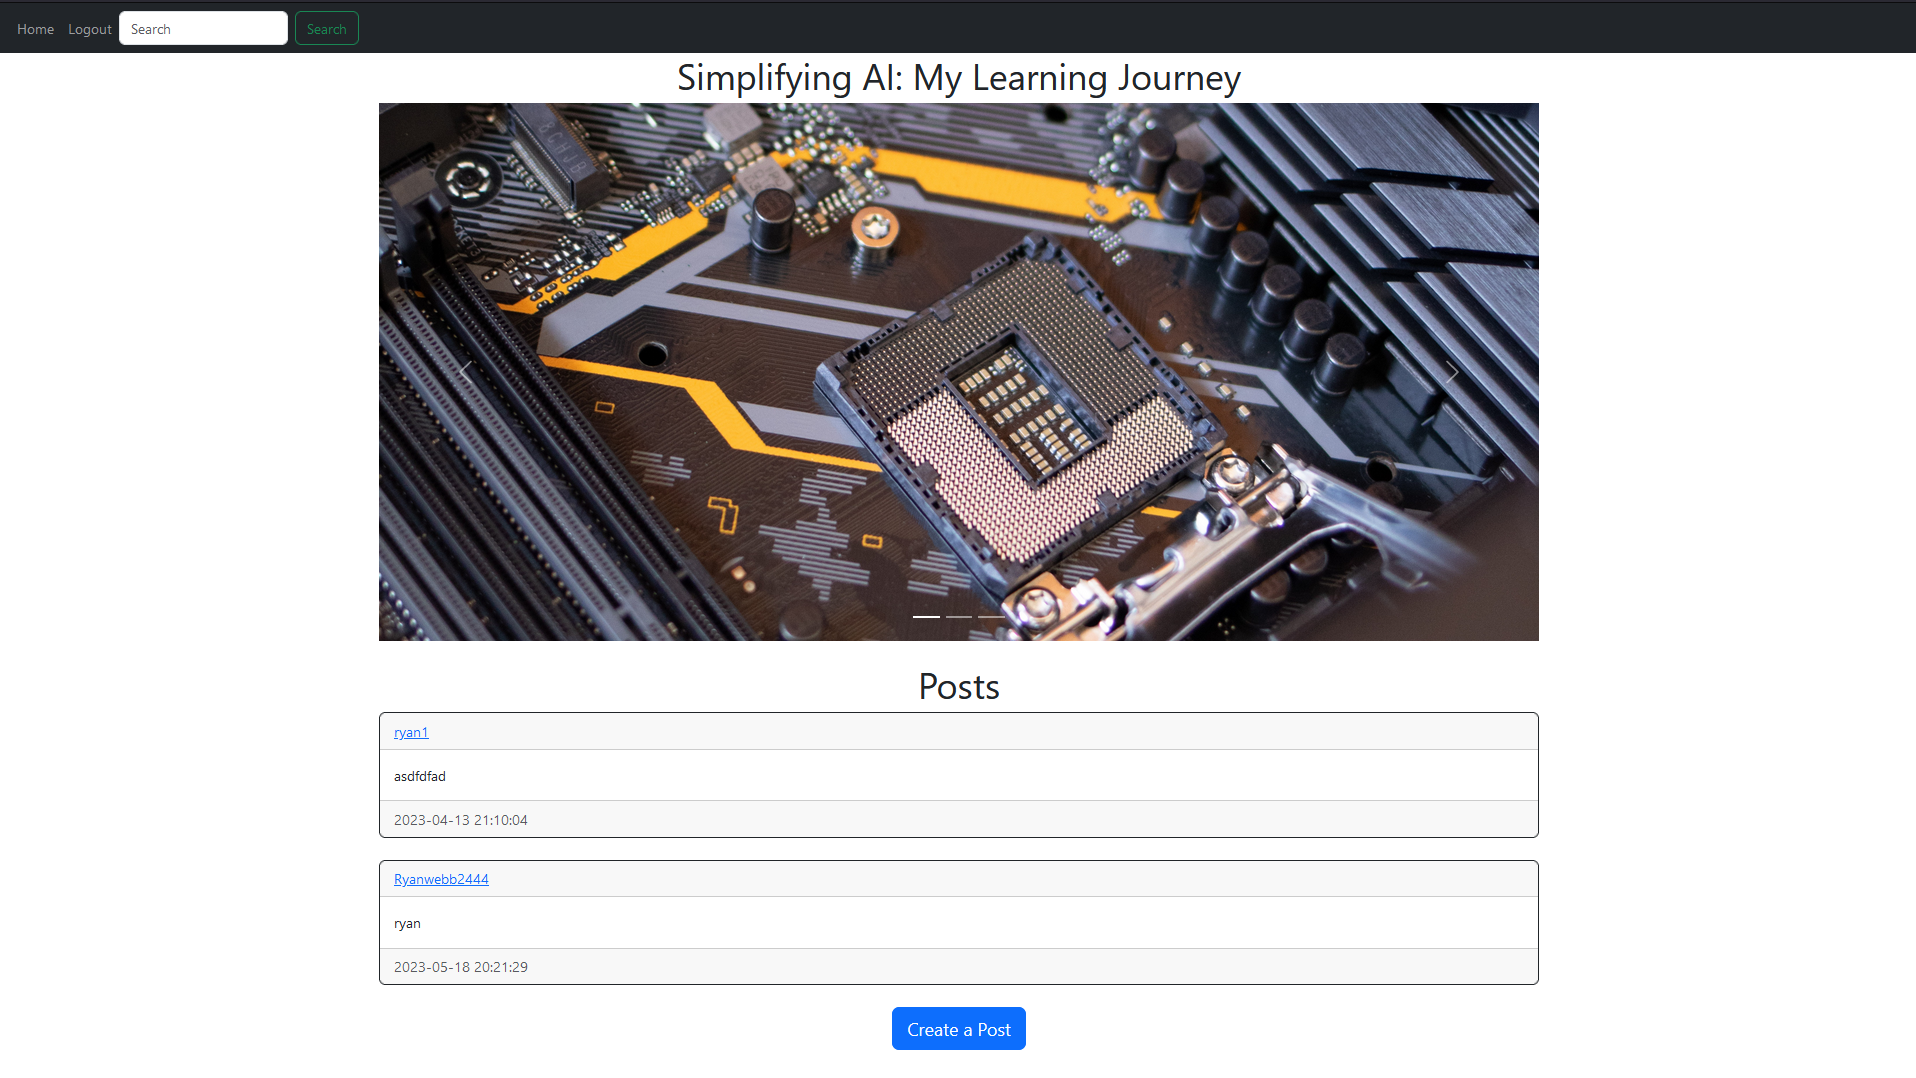 Home Logout Search Search
Simplifying AI: My Learning Journey
Posts
ryan1
asdfdfad
2023-04-13 21:10:04
Ryanwebb2444
ryan
2023-05-18 20:21:29
Create a Post